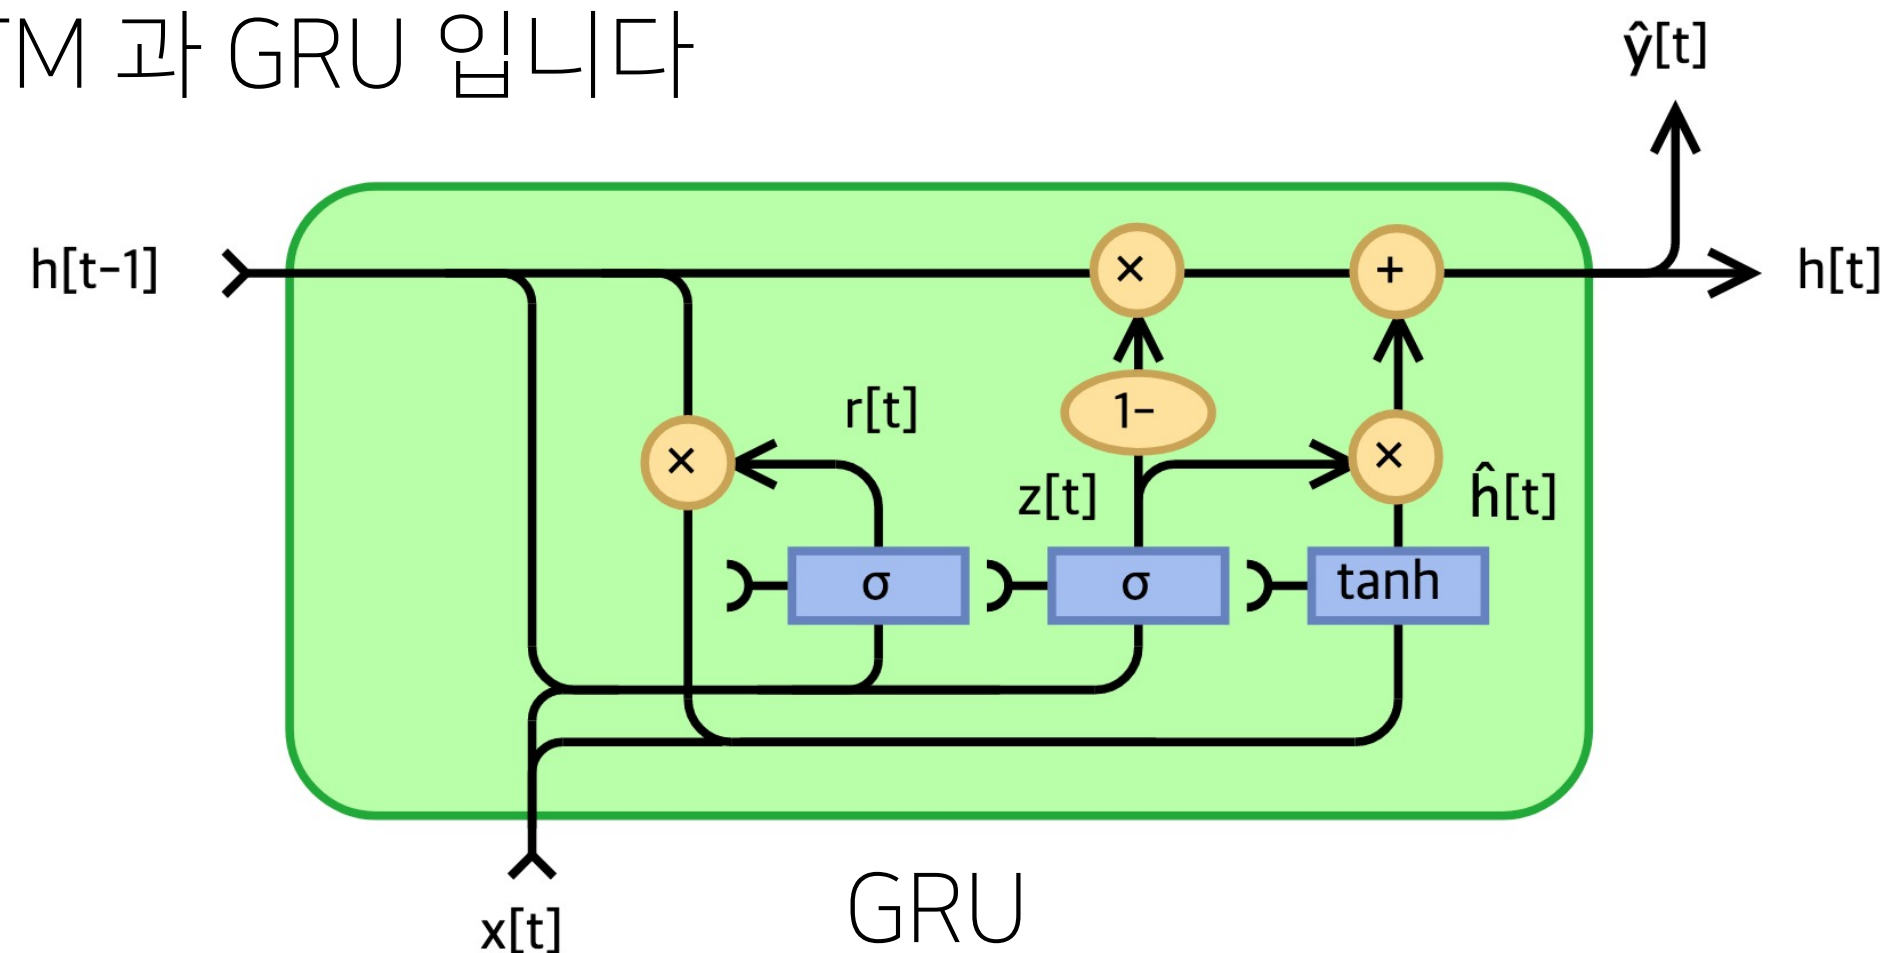 TM 과 GRU 입니다
ŷ[t]
h[t-1]
×
+
h[t]
r[t]
1-
×
×
z[t]
ĥ[t]
σ
σ
tanh
GRU
x[t]